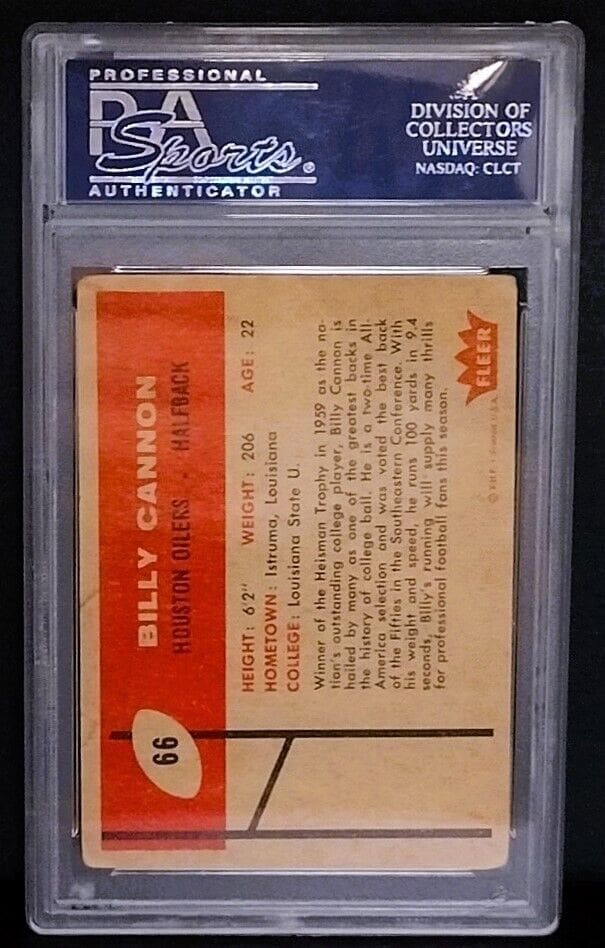 PROFESSIONAL
PSA
Sports®
AUTHENTICATOR
DIVISION OF
COLLECTORS
UNIVERSE
NASDAQ: CLCT
66
BILLY CANNON
HOUSTON OILERS • HALFBACK
HEIGHT: 6'2" WEIGHT: 206 AGE: 22
HOMETOWN: Istruma, Louisiana
COLLEGE: Louisiana State U.
Winner of the Heisman Trophy in 1959 as the na-
tion's outstanding college player, Billy Cannon is
hailed by many as one of the greatest backs in
the history of college ball. He is a two-time All-
America selection and was voted the best back
of the Fifties in the Southeastern Conference. With
his weight and speed, he runs 100 yards in 9.4
seconds, Billy's running will supply many thrills
for professional football fans this season.
FLEER
© F.H.F. Printed U.S.A.